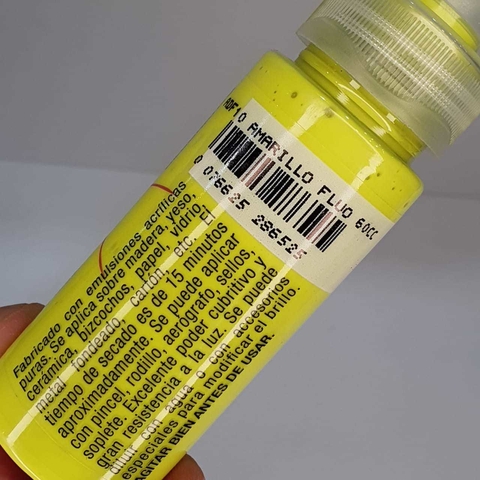 ADF10 AMARILLO FLUO 60CC
0 076625 286525
Fabricado con emulsiones acrílicas
puras. Se aplica sobre madera, yeso,
cerámica, bizcochos, papel, vidrio,
metal fondeado, cartón, etc. El
tiempo de secado es de 15 minutos
aproximadamente. Se puede aplicar
con pincel, rodillo, aerógrafo, sellos,
soplete. Excelente poder cubritivo y
gran resistencia a la luz. Se puede
diluir con agua o con accesorios
especiales para modificar el brillo.
AGITAR BIEN ANTES DE USAR.